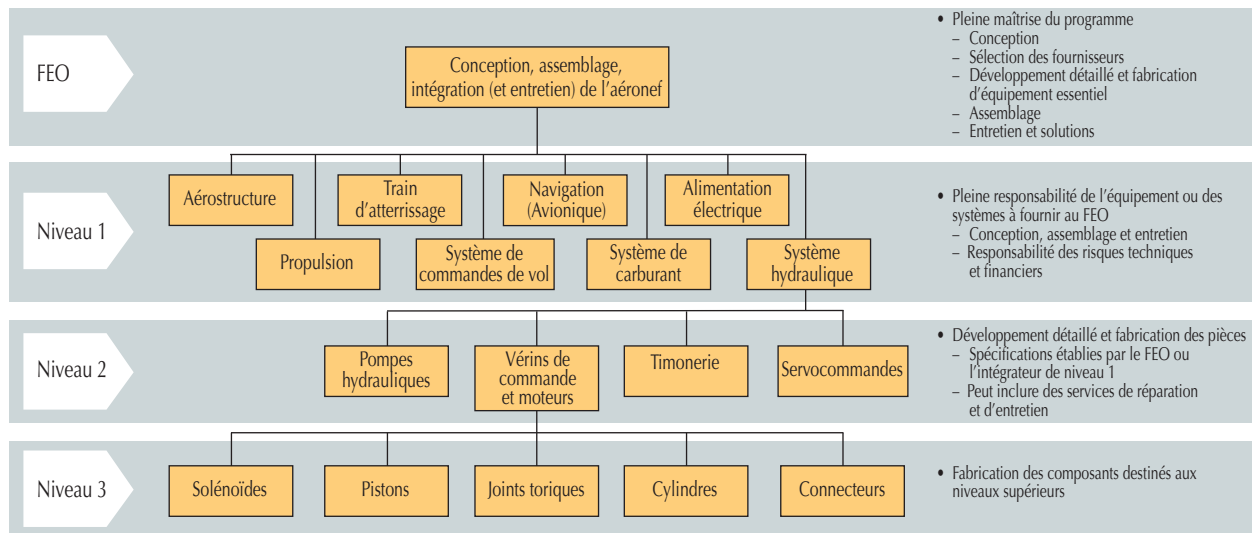 FEO
Conception, assemblage,
intégration (et entretien) de l'aéronef
• Pleine maîtrise du programme
– Conception
– Sélection des fournisseurs
– Développement détaillé et fabrication
d'équipement essentiel
– Assemblage
– Entretien et solutions
Niveau 1
Aérostructure
Train
d'atterrissage
Navigation
(Avionique)
Alimentation
électrique
Propulsion
Système de
commandes de vol
Système de
carburant
Système
hydraulique
• Pleine responsabilité de l'équipement ou des
systèmes à fournir au FEO
– Conception, assemblage et entretien
– Responsabilité des risques techniques
et financiers
Niveau 2
Pompes
hydrauliques
Vérins de
commande
et moteurs
Timonerie
Servocommandes
• Développement détaillé et fabrication des pièces
– Spécifications établies par le FEO ou
l'intégrateur de niveau 1
– Peut inclure des services de réparation
et d'entretien
Niveau 3
Solénoïdes
Pistons
Joints toriques
Cylindres
Connecteurs
• Fabrication des composants destinés aux
niveaux supérieurs